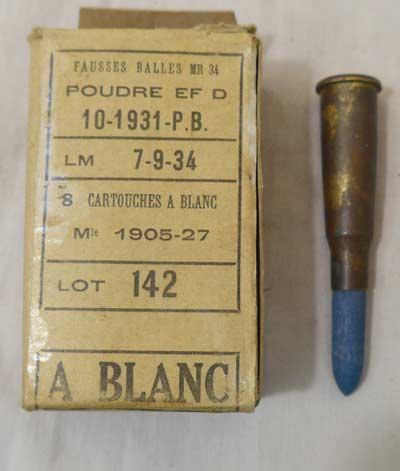 FAUSSES BALLES MR 34
POUDRE EF D
10-1931-P.B.
LM 7-9-34
8 CARTOUCHES A BLANC
Mle 1905-27
LOT 142
A BLANC